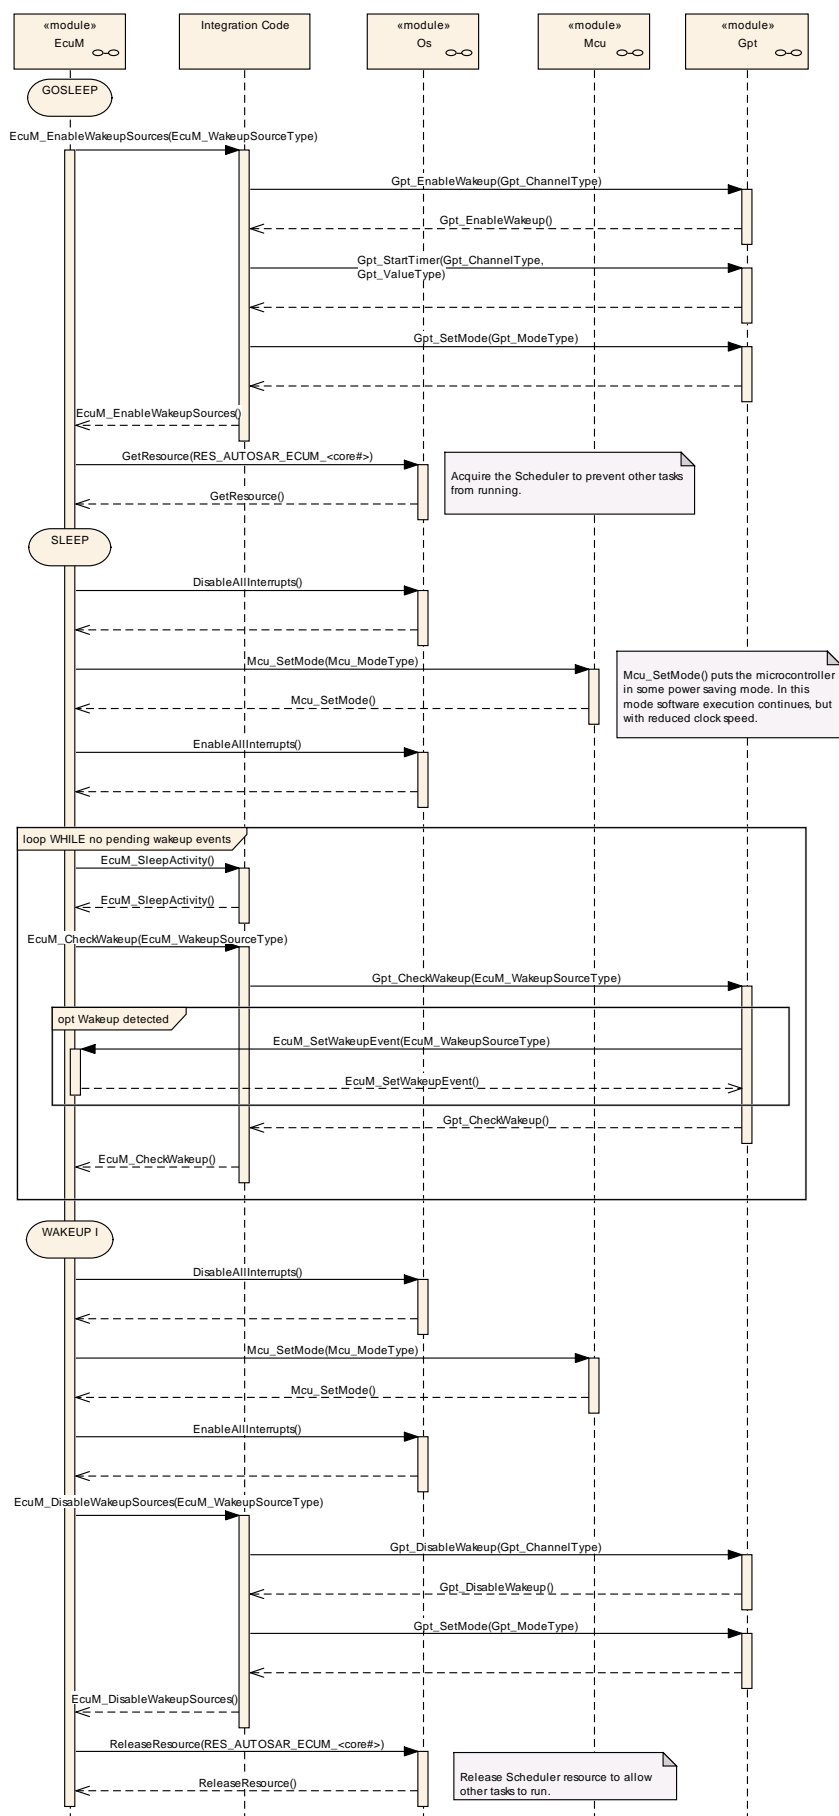 «module»
EcuM
Integration Code
«module»
Os
«module»
Mcu
«module»
Gpt
GOSLEEP
EcuM_EnableWakeupSources(EcuM_WakeupSourceType)
Gpt_EnableWakeup(Gpt_ChannelType)
Gpt_EnableWakeup()
Gpt_StartTimer(Gpt_ChannelType,
Gpt_ValueType)
Gpt_SetMode(Gpt_ModeType)
EcuM_EnableWakeupSources()
GetResource(RES_AUTOSAR_ECUM_<core#>)
Acquire the Scheduler to prevent other tasks
from running.
GetResource()
SLEEP
DisableAllInterrupts()
Mcu_SetMode(Mcu_ModeType)
Mcu_SetMode() puts the microcontroller
in some power saving mode. In this
mode software execution continues, but
with reduced clock speed.
Mcu_SetMode()
EnableAllInterrupts()
loop WHILE no pending wakeup events
EcuM_SleepActivity()
EcuM_SleepActivity()
EcuM_CheckWakeup(EcuM_WakeupSourceType)
Gpt_CheckWakeup(EcuM_WakeupSourceType)
opt Wakeup detected
EcuM_SetWakeupEvent(EcuM_WakeupSourceType)
EcuM_SetWakeupEvent()
Gpt_CheckWakeup()
EcuM_CheckWakeup()
WAKEUP I
DisableAllInterrupts()
Mcu_SetMode(Mcu_ModeType)
Mcu_SetMode()
EnableAllInterrupts()
EcuM_DisableWakeupSources(EcuM_WakeupSourceType)
Gpt_DisableWakeup(Gpt_ChannelType)
Gpt_DisableWakeup()
Gpt_SetMode(Gpt_ModeType)
EcuM_DisableWakeupSources()
ReleaseResource(RES_AUTOSAR_ECUM_<core#>)
Release Scheduler resource to allow
other tasks to run.
ReleaseResource()